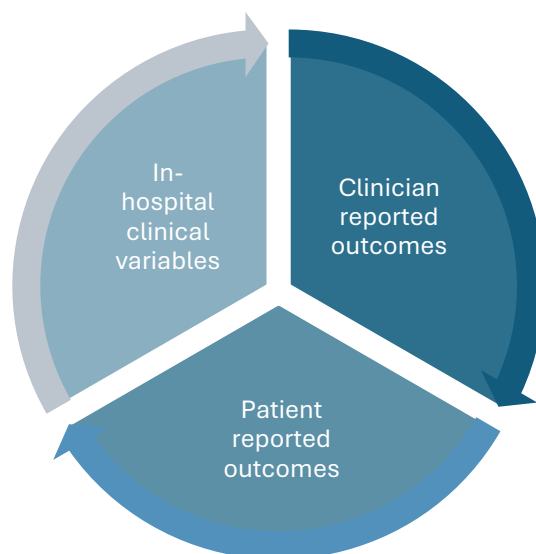 In-
hospital
clinical
variables
Clinician
reported
outcomes
Patient
reported
outcomes